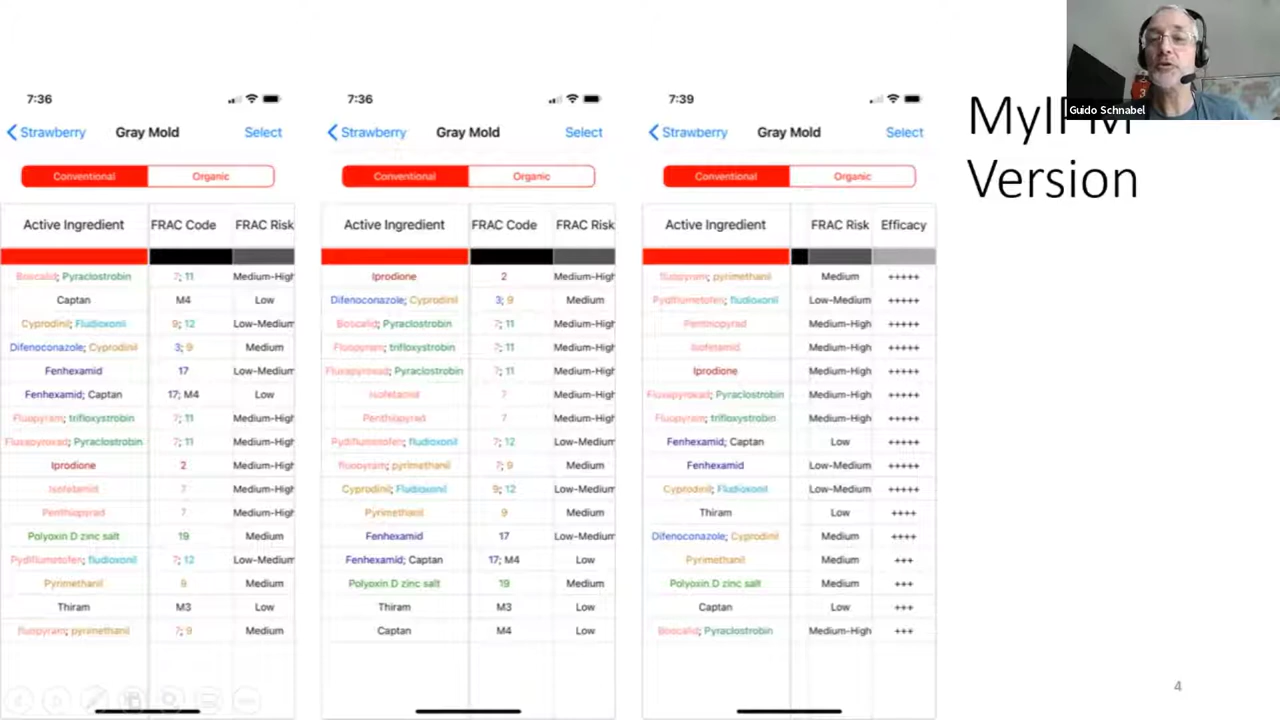 Guido Schnabel
MyIPM
Version
7:36
Strawberry Gray Mold Select
Conventional Organic
Active Ingredient FRAC Code FRAC Risk
Boscalid; Pyraclostrobin 7; 11 Medium-High
Captan M4 Low
Cyprodinil; Fludioxonil 9; 12 Low-Medium
Difenoconazole; Cyprodinil 3; 9 Medium
Fenhexamid 17 Low-Medium
Fenhexamid; Captan 17; M4 Low
Fluopyram; trifloxystrobin 7; 11 Medium-High
Fluxapyroxad; Pyraclostrobin 7; 11 Medium-High
Iprodione 2 Medium-High
Isofetamid 7 Medium-High
Penthiopyrad 7 Medium-High
Polyoxin D zinc salt 19 Medium
Pydiflumetofen; fludioxonil 7; 12 Low-Medium
Pyrimethanil 9 Medium
Thiram M3 Low
fluopyram; pyrimethanil 7; 9 Medium
7:36
Strawberry Gray Mold Select
Conventional Organic
Active Ingredient FRAC Code FRAC Risk
Iprodione 2 Medium-High
Difenoconazole; Cyprodinil 3; 9 Medium
Boscalid; Pyraclostrobin 7; 11 Medium-High
Fluopyram; trifloxystrobin 7; 11 Medium-High
Fluxapyroxad; Pyraclostrobin 7; 11 Medium-High
Isofetamid 7 Medium-High
Penthiopyrad 7 Medium-High
Pydiflumetofen; fludioxonil 7; 12 Low-Medium
fluopyram; pyrimethanil 7; 9 Medium
Cyprodinil; Fludioxonil 9; 12 Low-Medium
Pyrimethanil 9 Medium
Fenhexamid 17 Low-Medium
Fenhexamid; Captan 17; M4 Low
Polyoxin D zinc salt 19 Medium
Thiram M3 Low
Captan M4 Low
7:39
Strawberry Gray Mold Select
Conventional Organic
Active Ingredient FRAC Risk Efficacy
fluopyram; pyrimethanil Medium +++++
Pydiflumetofen; fludioxonil Low-Medium +++++
Penthiopyrad Medium-High +++++
Isofetamid Medium-High +++++
Iprodione Medium-High +++++
Fluxapyroxad; Pyraclostrobin Medium-High +++++
Fluopyram; trifloxystrobin Medium-High +++++
Fenhexamid; Captan Low +++++
Fenhexamid Low-Medium +++++
Cyprodinil; Fludioxonil Low-Medium +++++
Thiram Low ++++
Difenoconazole; Cyprodinil Medium ++++
Pyrimethanil Medium +++
Polyoxin D zinc salt Medium +++
Captan Low +++
Boscalid; Pyraclostrobin Medium-High +++
4